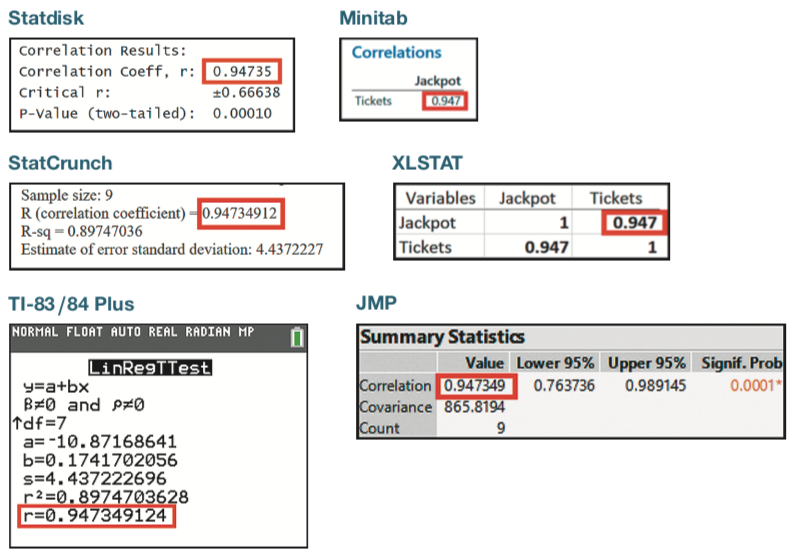 Statdisk
Correlation Results:
Correlation Coeff, r: 0.94735
Critical r: ±0.66638
P-Value (two-tailed): 0.00010
Minitab
Correlations
Jackpot
Tickets 0.947
StatCrunch
Sample size: 9
R (correlation coefficient) = 0.94734912
R-sq = 0.89747036
Estimate of error standard deviation: 4.4372227
XLSTAT
Variables Jackpot Tickets
Jackpot 1 0.947
Tickets 0.947 1
TI-83/84 Plus
NORMAL FLOAT AUTO REAL RADIAN MP
LinRegTTest
y=a+bx
β≠0 and ρ≠0
↑df=7
a=-10.87168641
b=0.1741702056
s=4.437222696
r²=0.8974703628
r=0.947349124
JMP
Summary Statistics
Value Lower 95% Upper 95% Signif. Prob
Correlation 0.947349 0.763736 0.989145 0.0001*
Covariance 865.8194
Count 9